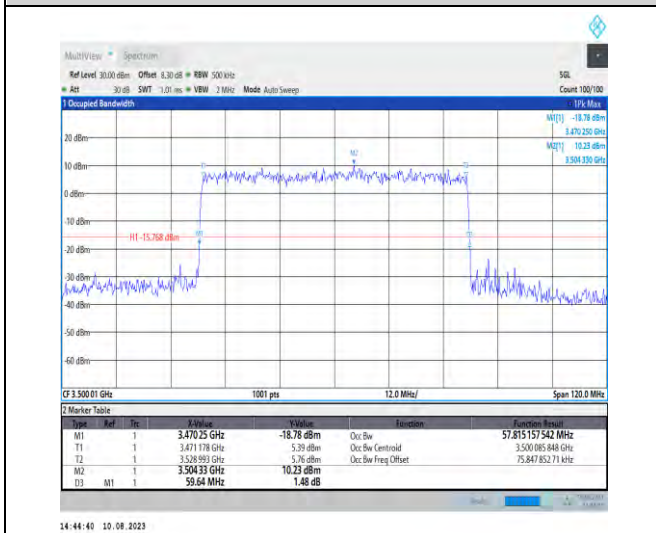 MultiView Spectrum
Ref Level 30.00 dBm Offset 8.30 dB RBW 500 kHz SGL
Att 30 dB SWT 1.01 ms VBW 2 MHz Mode Auto Sweep Count 100/100
1 Occupied Bandwidth 1Pk Max
M1[1] -18.78 dBm
3.470 250 GHz
M2[1] 10.23 dBm
3.504 330 GHz
20 dBm
M2
10 dBm
0 dBm
-10 dBm
H1 -15.768 dBm
-20 dBm
-30 dBm
-40 dBm
-50 dBm
-60 dBm
CF 3.500 01 GHz 1001 pts 12.0 MHz/ Span 120.0 MHz
2 Marker Table
Type Ref Trc X-Value Y-Value Function Function Result
M1 1 3.470 25 GHz -18.78 dBm Occ Bw 57.815 157 542 MHz
T1 1 3.471 178 GHz 5.39 dBm Occ Bw Centroid 3.500 085 848 GHz
T2 1 3.528 993 GHz 5.76 dBm Occ Bw Freq Offset 75.847 852 71 kHz
M2 1 3.504 33 GHz 10.23 dBm
D3 M1 1 59.64 MHz 1.48 dB
14:44:40 10.08.2023